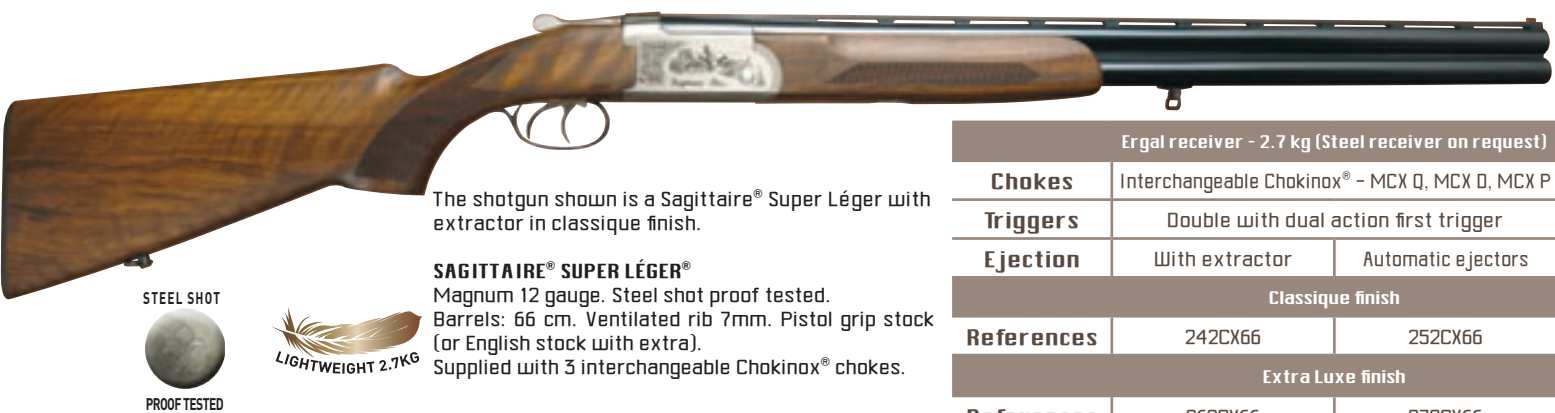 The shotgun shown is a Sagittaire® Super Léger with
extractor in classique finish.
SAGITTAIRE® SUPER LÉGER®
Magnum 12 gauge. Steel shot proof tested.
Barrels: 66 cm. Ventilated rib 7mm. Pistol grip stock
(or English stock with extra).
Supplied with 3 interchangeable Chokinox® chokes.
STEEL SHOT
PROOF TESTED
LIGHTWEIGHT 2.7KG
Ergal receiver - 2.7 kg (Steel receiver on request)
Chokes Interchangeable Chokinox® - MCX Q, MCX D, MCX P
Triggers Double with dual action first trigger
Ejection With extractor Automatic ejectors
Classique finish
References 242CX66 252CX66
Extra Luxe finish
References